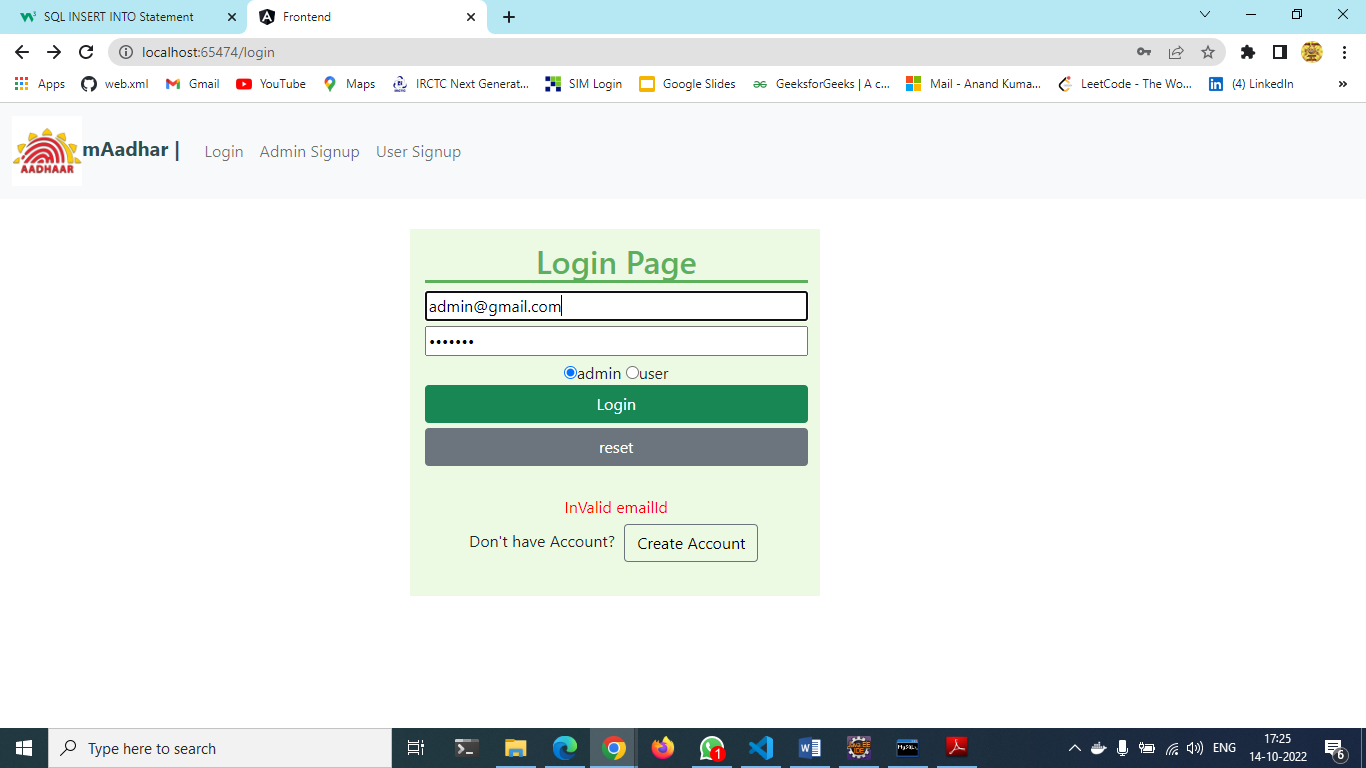 SQL INSERT INTO Statement
Frontend
localhost:65474/login
Apps
web.xml
Gmail
YouTube
Maps
IRCTC Next Generat...
SIM Login
Google Slides
GeeksforGeeks | A c...
Mail - Anand Kuma...
LeetCode - The Wo...
(4) LinkedIn
»
AADHAAR
mAadhar |
Login
Admin Signup
User Signup
Login Page
admin@gmail.com
•••••••
admin
user
Login
reset
InValid emailId
Don't have Account?
Create Account
Type here to search
1
MySQL
ENG
17:25
14-10-2022
6